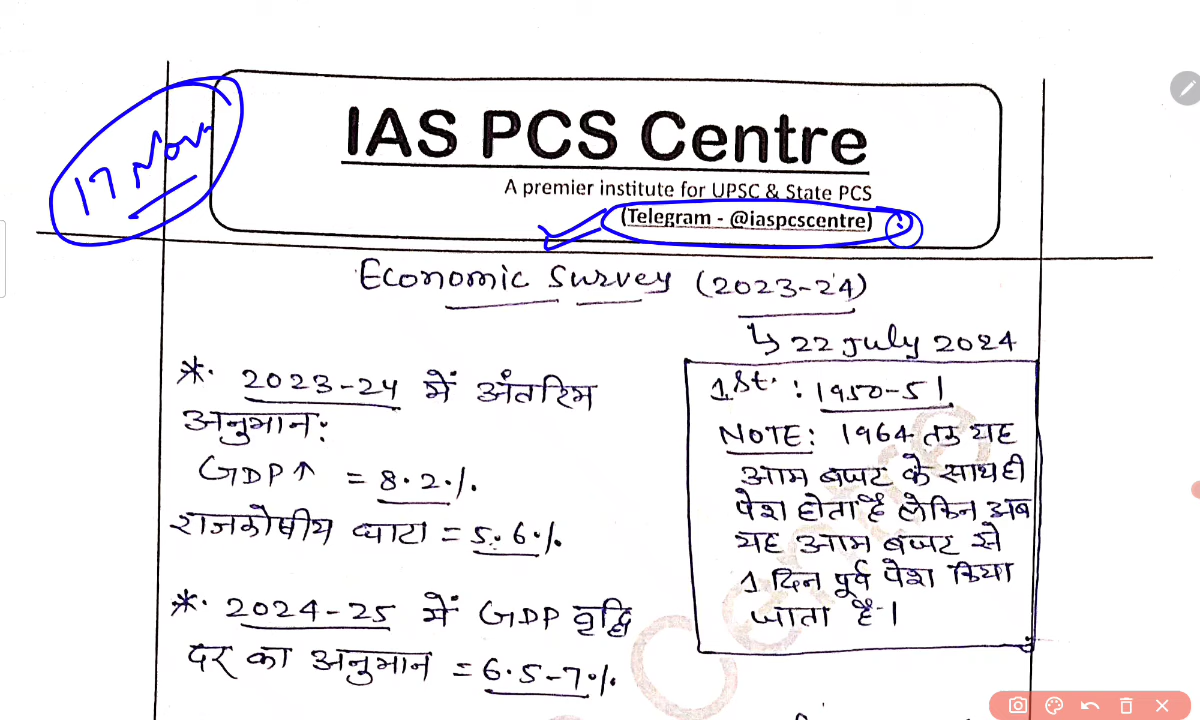 17 Nov
IAS PCS Centre
A premier institute for UPSC & State PCS
(Telegram - @iaspcscentre)
Economic Survey (2023-24)
↳ 22 July 2024
*. 2023-24 में अंतरिम
अनुमान:
GDP↑ = 8.2%
राजकोषीय घाटा = 5.6%
*. 2024-25 में GDP वृद्धि
दर का अनुमान = 6.5-7%
1st. : 1950-51.
NOTE: 1964 तक यह
आम बजट के साथ ही
पेश होता है लेकिन अब
यह आम बजट से
1 दिन पूर्व पेश किया
जाता है।